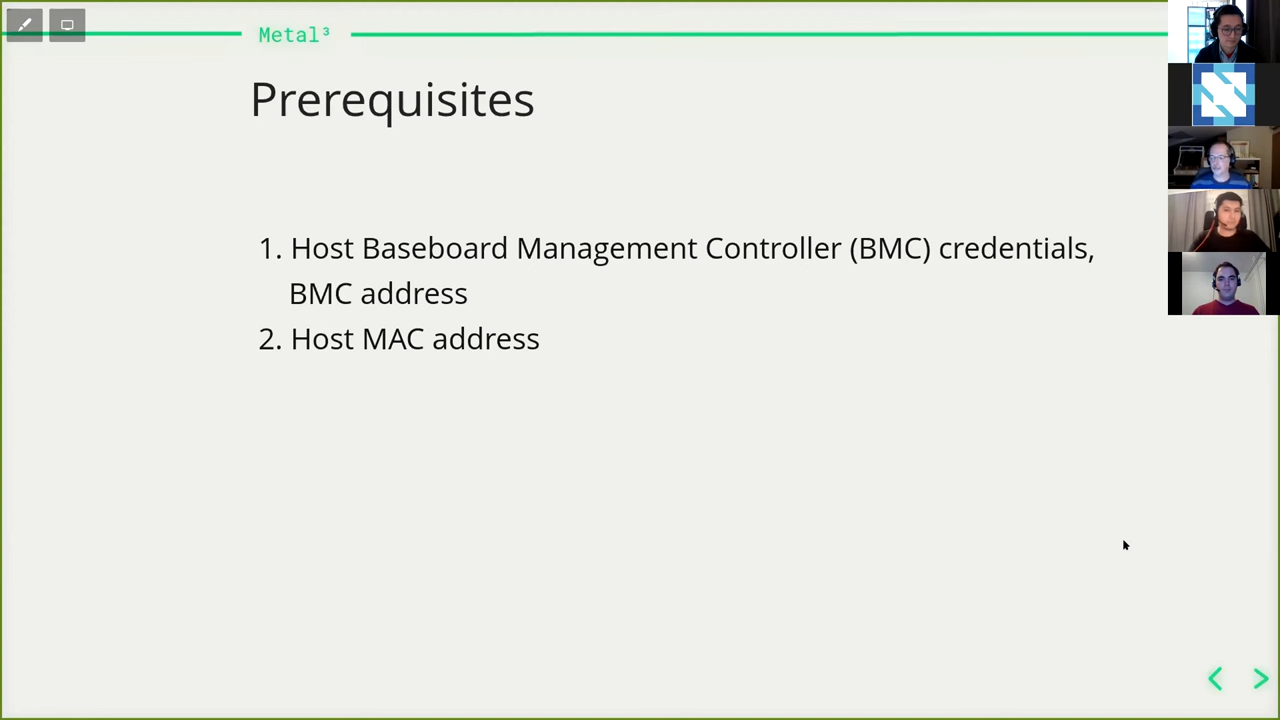 Metal³
Prerequisites
1. Host Baseboard Management Controller (BMC) credentials,
BMC address
2. Host MAC address